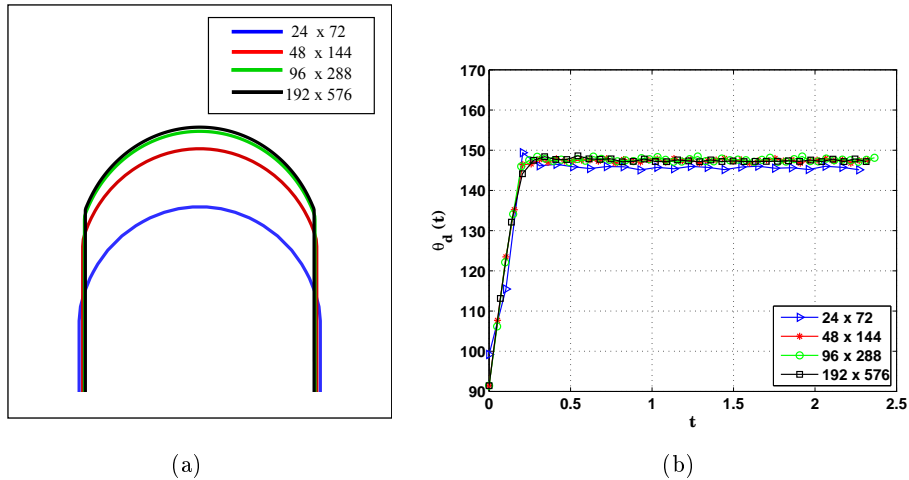 24 x 72
48 x 144
96 x 288
192 x 576
(a)
170
160
150
140
130
120
110
100
90
θd (t)
0
0.5
1
1.5
2
2.5
t
24 x 72
48 x 144
96 x 288
192 x 576
(b)